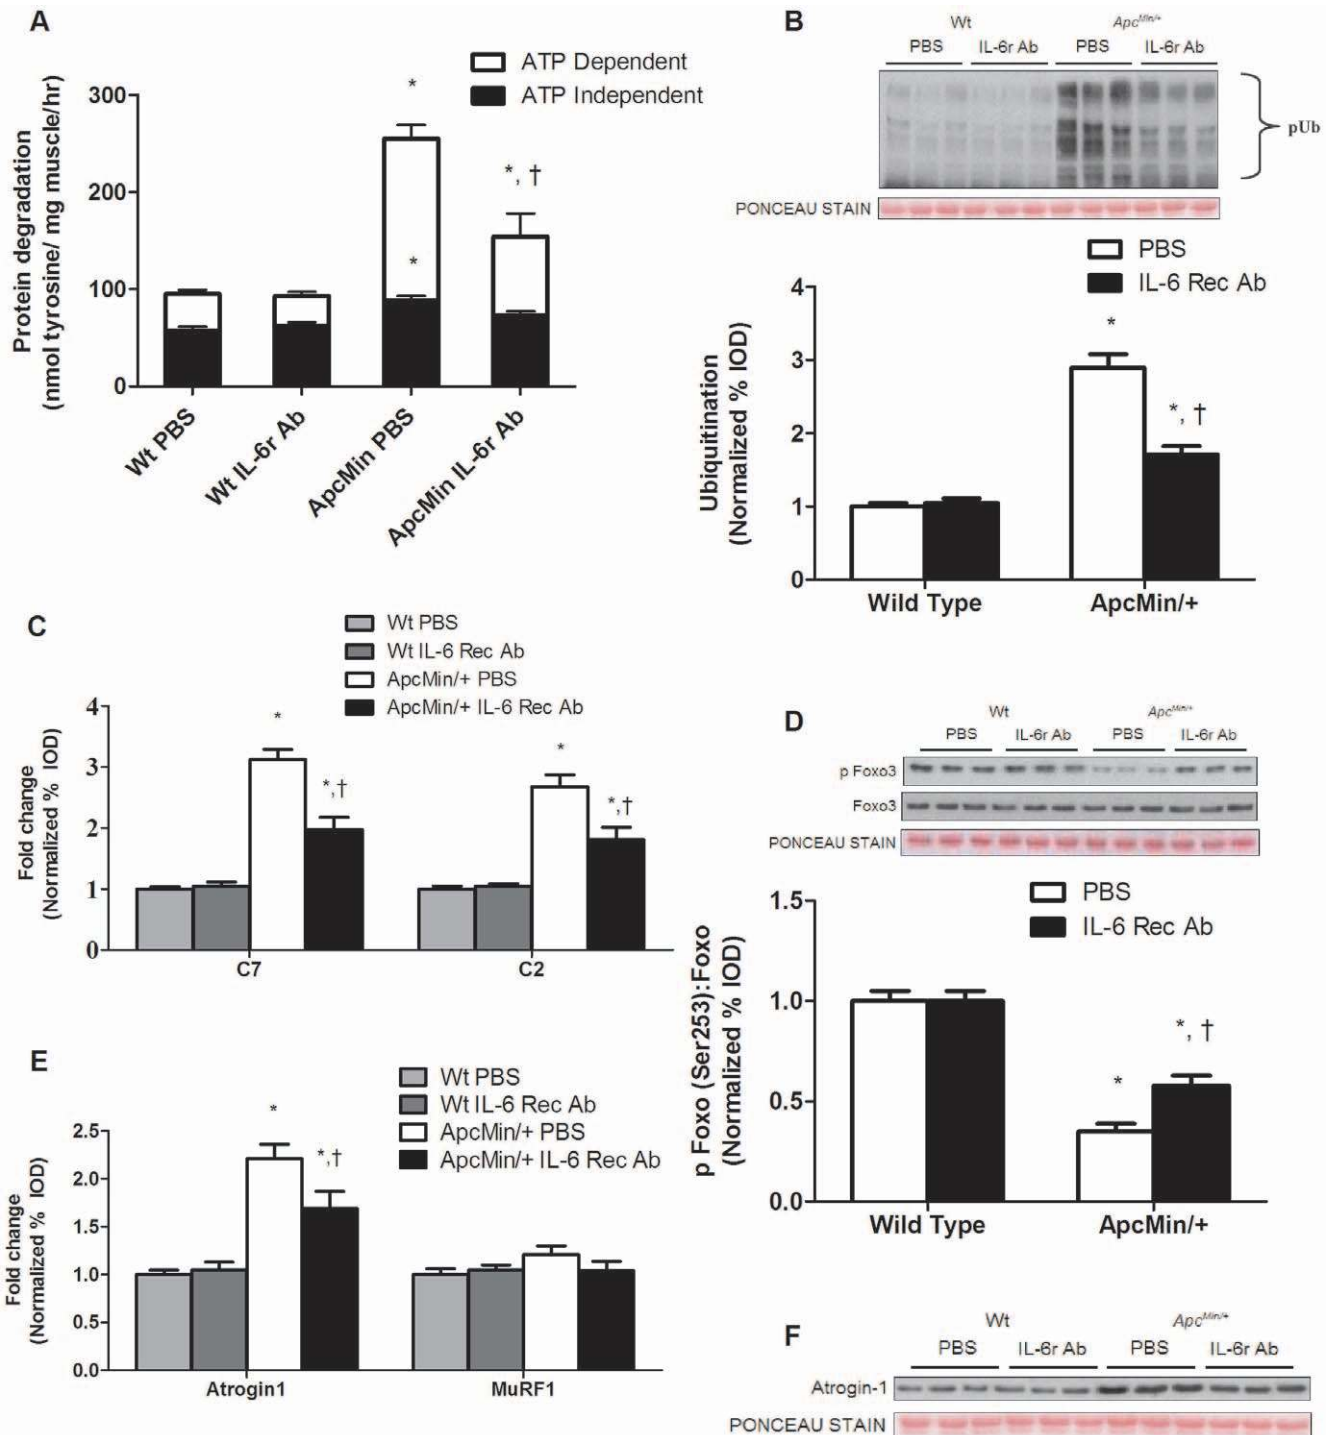 A
ATP Dependent
ATP Independent
Protein degradation
(nmol tyrosine/ mg muscle/hr)
300
200
100
0
*
*
*, †
Wt PBS
Wt IL-6r Ab
ApcMin PBS
ApcMin IL-6r Ab
B
Wt
Apc^Min/+
PBS
IL-6r Ab
PBS
IL-6r Ab
pUb
PONCEAU STAIN
PBS
IL-6 Rec Ab
Ubiquitination
(Normalized % IOD)
4
3
2
1
0
*
*, †
Wild Type
ApcMin/+
C
Wt PBS
Wt IL-6 Rec Ab
ApcMin/+ PBS
ApcMin/+ IL-6 Rec Ab
Fold change
(Normalized % IOD)
4
3
2
1
0
*
*,†
*
*,†
C7
C2
D
Wt
Apc^Min/+
PBS
IL-6r Ab
PBS
IL-6r Ab
p Foxo3
Foxo3
PONCEAU STAIN
PBS
IL-6 Rec Ab
p Foxo (Ser253):Foxo
(Normalized % IOD)
1.5
1.0
0.5
0.0
*
*, †
Wild Type
ApcMin/+
E
Wt PBS
Wt IL-6 Rec Ab
ApcMin/+ PBS
ApcMin/+ IL-6 Rec Ab
Fold change
(Normalized % IOD)
2.5
2.0
1.5
1.0
0.5
0.0
*
*,†
Atrogin1
MuRF1
F
Wt
Apc^Min/+
PBS
IL-6r Ab
PBS
IL-6r Ab
Atrogin-1
PONCEAU STAIN